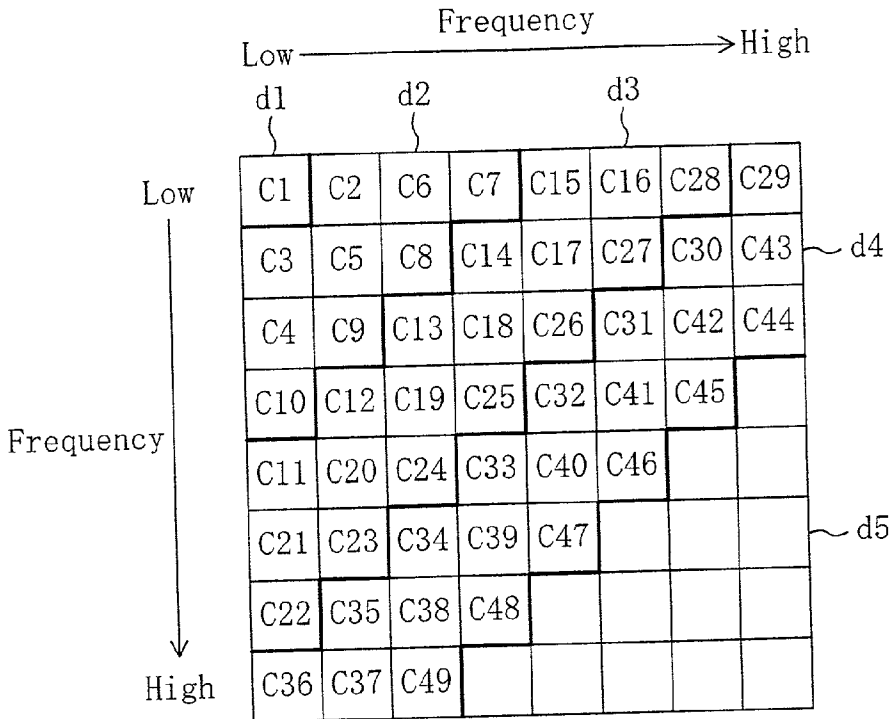 Frequency
Low High
d1 d2 d3
Low
C1 C2 C6 C7 C15 C16 C28 C29
C3 C5 C8 C14 C17 C27 C30 C43 d4
C4 C9 C13 C18 C26 C31 C42 C44
C10 C12 C19 C25 C32 C41 C45
Frequency
C11 C20 C24 C33 C40 C46
C21 C23 C34 C39 C47 d5
C22 C35 C38 C48
High C36 C37 C49